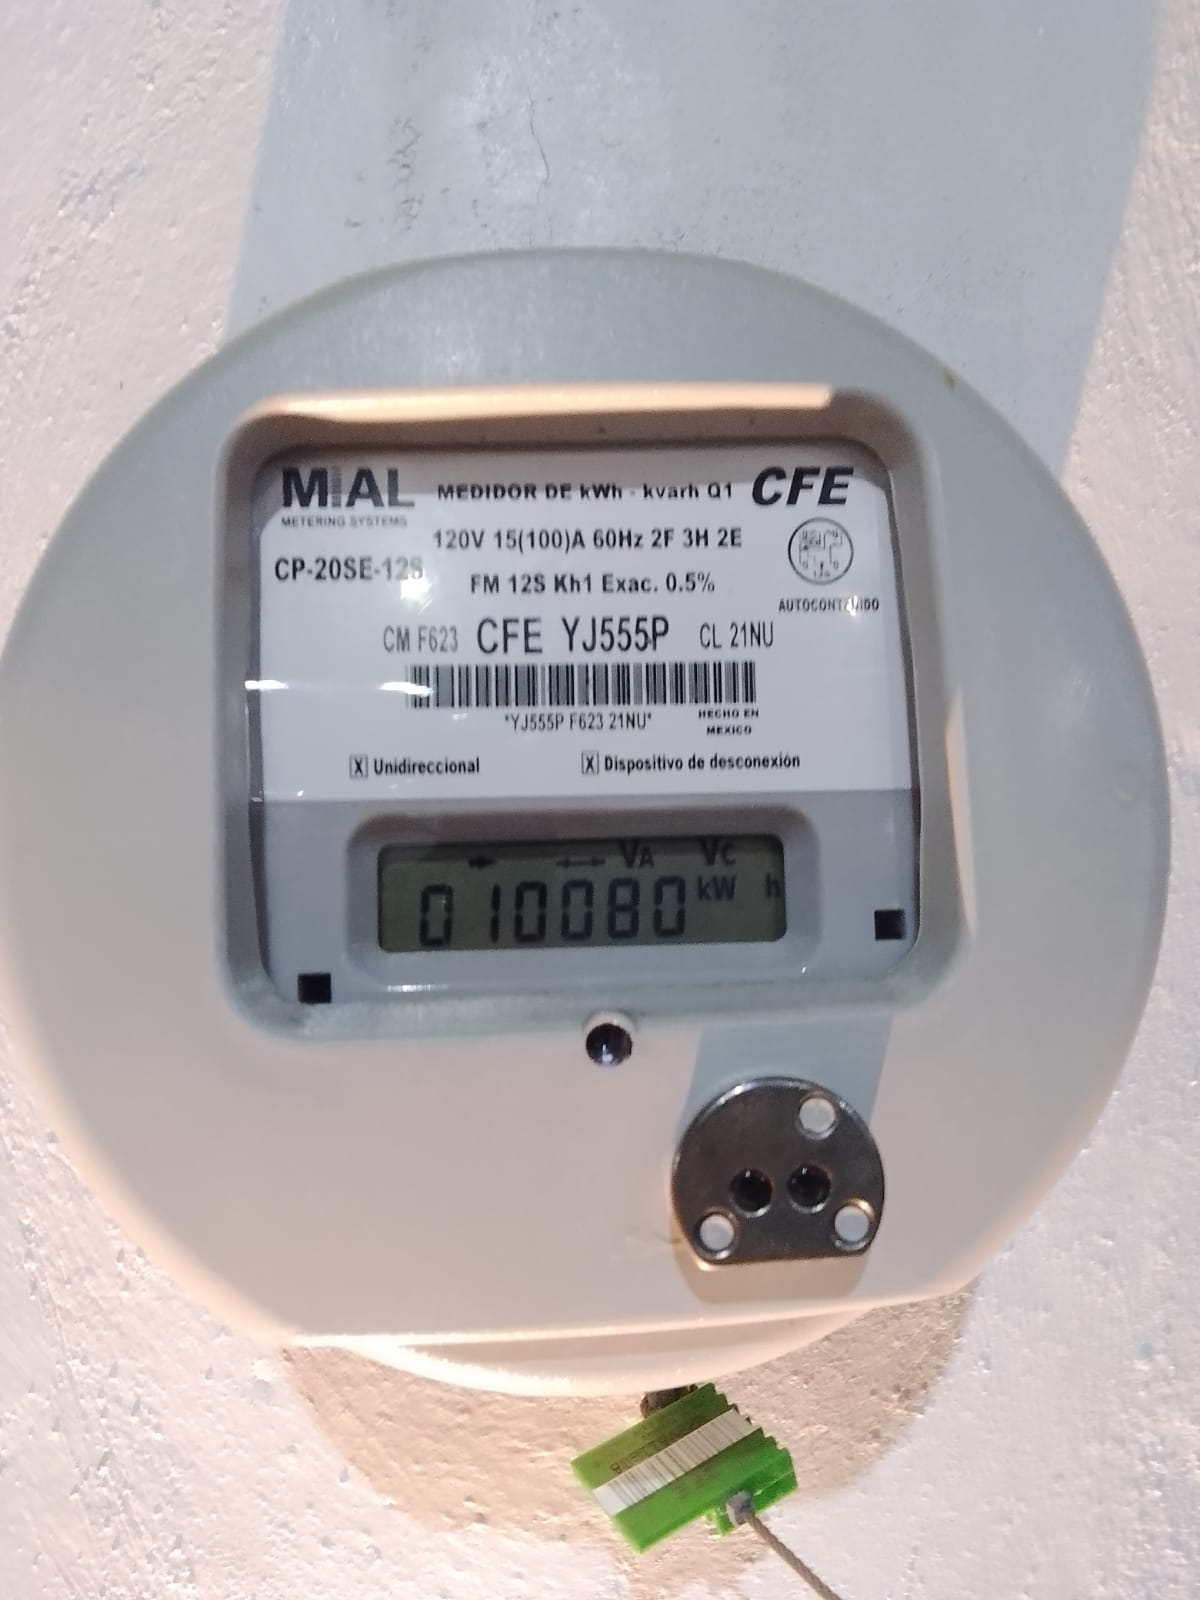 MIAL
METERING SYSTEMS
MEDIDOR DE kWh - kvarh Q1
CFE
120V 15(100)A 60Hz 2F 3H 2E
CP-20SE-12S
FM 12S Kh1 Exac. 0.5%
AUTOCONTENIDO
CM F623 CFE YJ555P CL 21NU
*YJ555P F623 21NU*
HECHO EN
MEXICO
X Unidireccional
X Dispositivo de desconexión
VA VC
010080 kW h